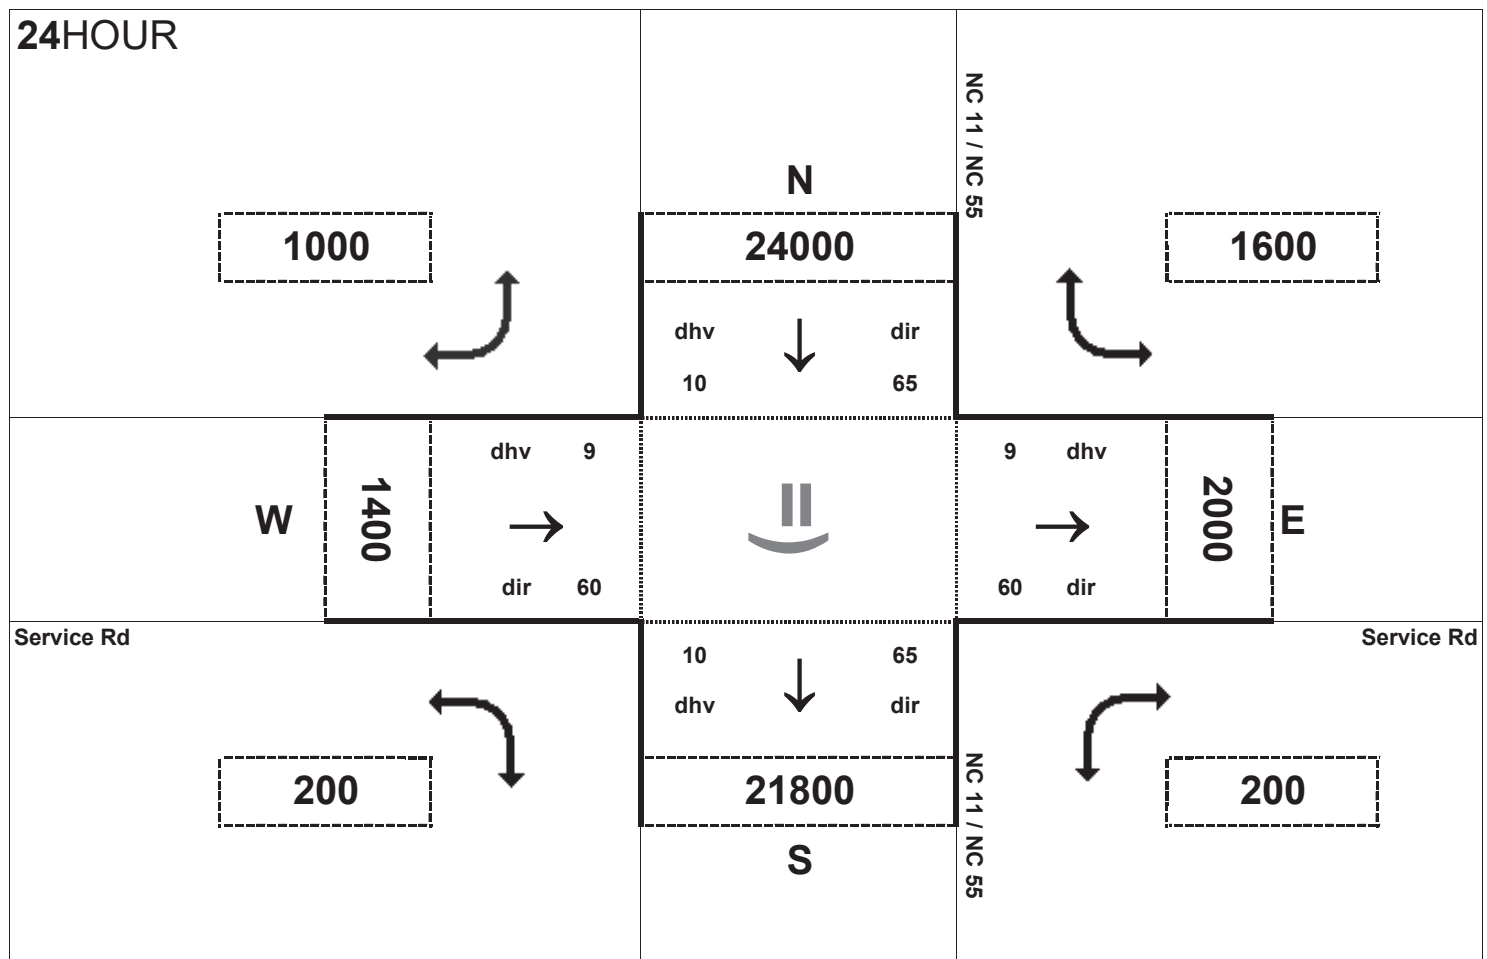 24HOUR
NC 11 / NC 55
N
1000
24000
1600
dhv
dir
10
65
dhv 9
9 dhv
W
1400
2000
E
dir 60
60 dir
Service Rd
Service Rd
10
65
dhv
dir
200
21800
200
NC 11 / NC 55
S